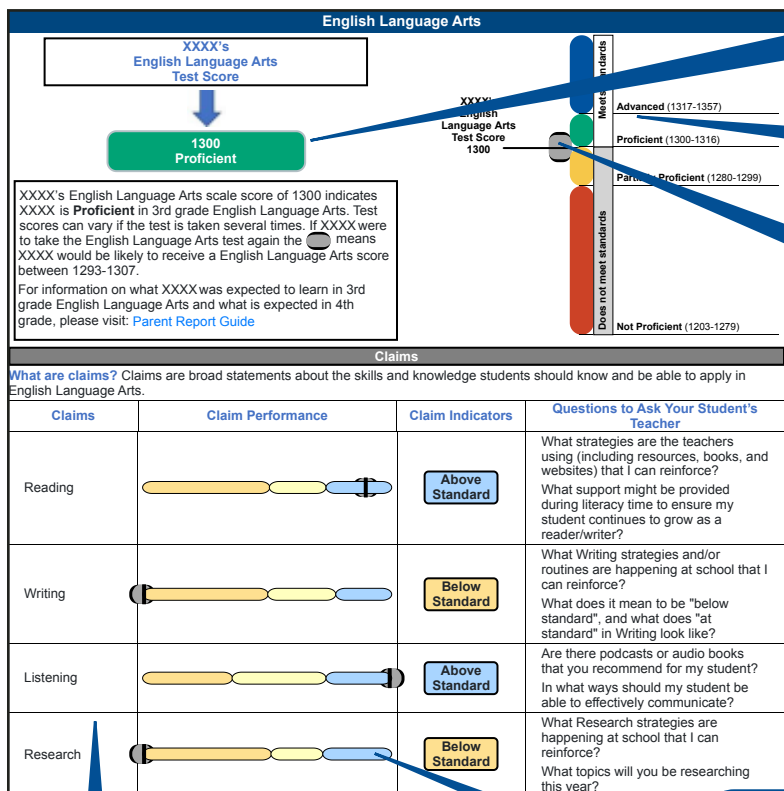 English Language Arts
XXXX's
English Language Arts
Test Score
1300
Proficient
XXXX's English Language Arts scale score of 1300 indicates
XXXX is Proficient in 3rd grade English Language Arts. Test
scores can vary if the test is taken several times. If XXXX were
to take the English Language Arts test again the means
XXXX would be likely to receive a English Language Arts score
between 1293-1307.
For information on what XXXX was expected to learn in 3rd
grade English Language Arts and what is expected in 4th
grade, please visit: Parent Report Guide
XXXX's
English
Language Arts
Test Score
1300
Meets standards
Does not meet standards
Advanced (1317-1357)
Proficient (1300-1316)
Partially Proficient (1280-1299)
Not Proficient (1203-1279)
Claims
What are claims? Claims are broad statements about the skills and knowledge students should know and be able to apply in
English Language Arts.
Claims
Claim Performance
Claim Indicators
Questions to Ask Your Student's
Teacher
Reading
Above
Standard
What strategies are the teachers
using (including resources, books, and
websites) that I can reinforce?
What support might be provided
during literacy time to ensure my
student continues to grow as a
reader/writer?
Writing
Below
Standard
What Writing strategies and/or
routines are happening at school that I
can reinforce?
What does it mean to be "below
standard", and what does "at
standard" in Writing look like?
Listening
Above
Standard
Are there podcasts or audio books
that you recommend for my student?
In what ways should my student be
able to effectively communicate?
Research
Below
Standard
What Research strategies are
happening at school that I can
reinforce?
What topics will you be researching
this year?